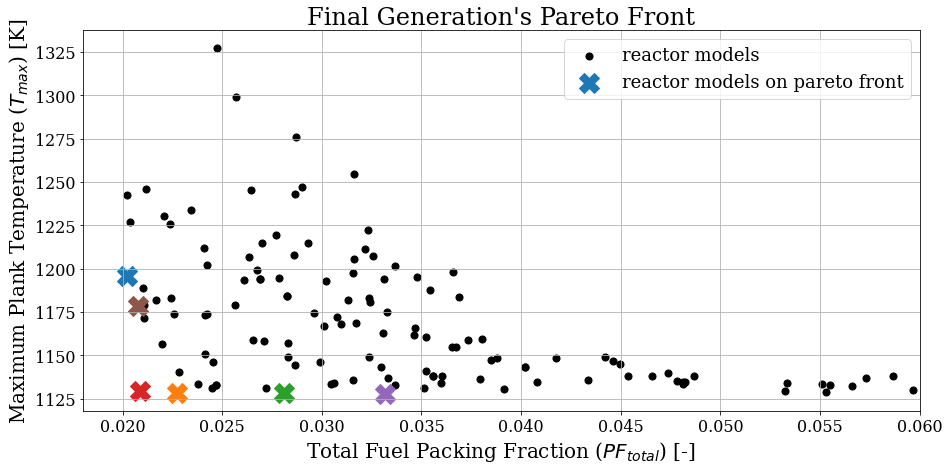 Final Generation's Pareto Front
reactor models
reactor models on pareto front
Maximum Plank Temperature (T_max) [K]
1325
1300
1275
1250
1225
1200
1175
1150
1125
0.020 0.025 0.030 0.035 0.040 0.045 0.050 0.055 0.060
Total Fuel Packing Fraction (PF_total) [-]